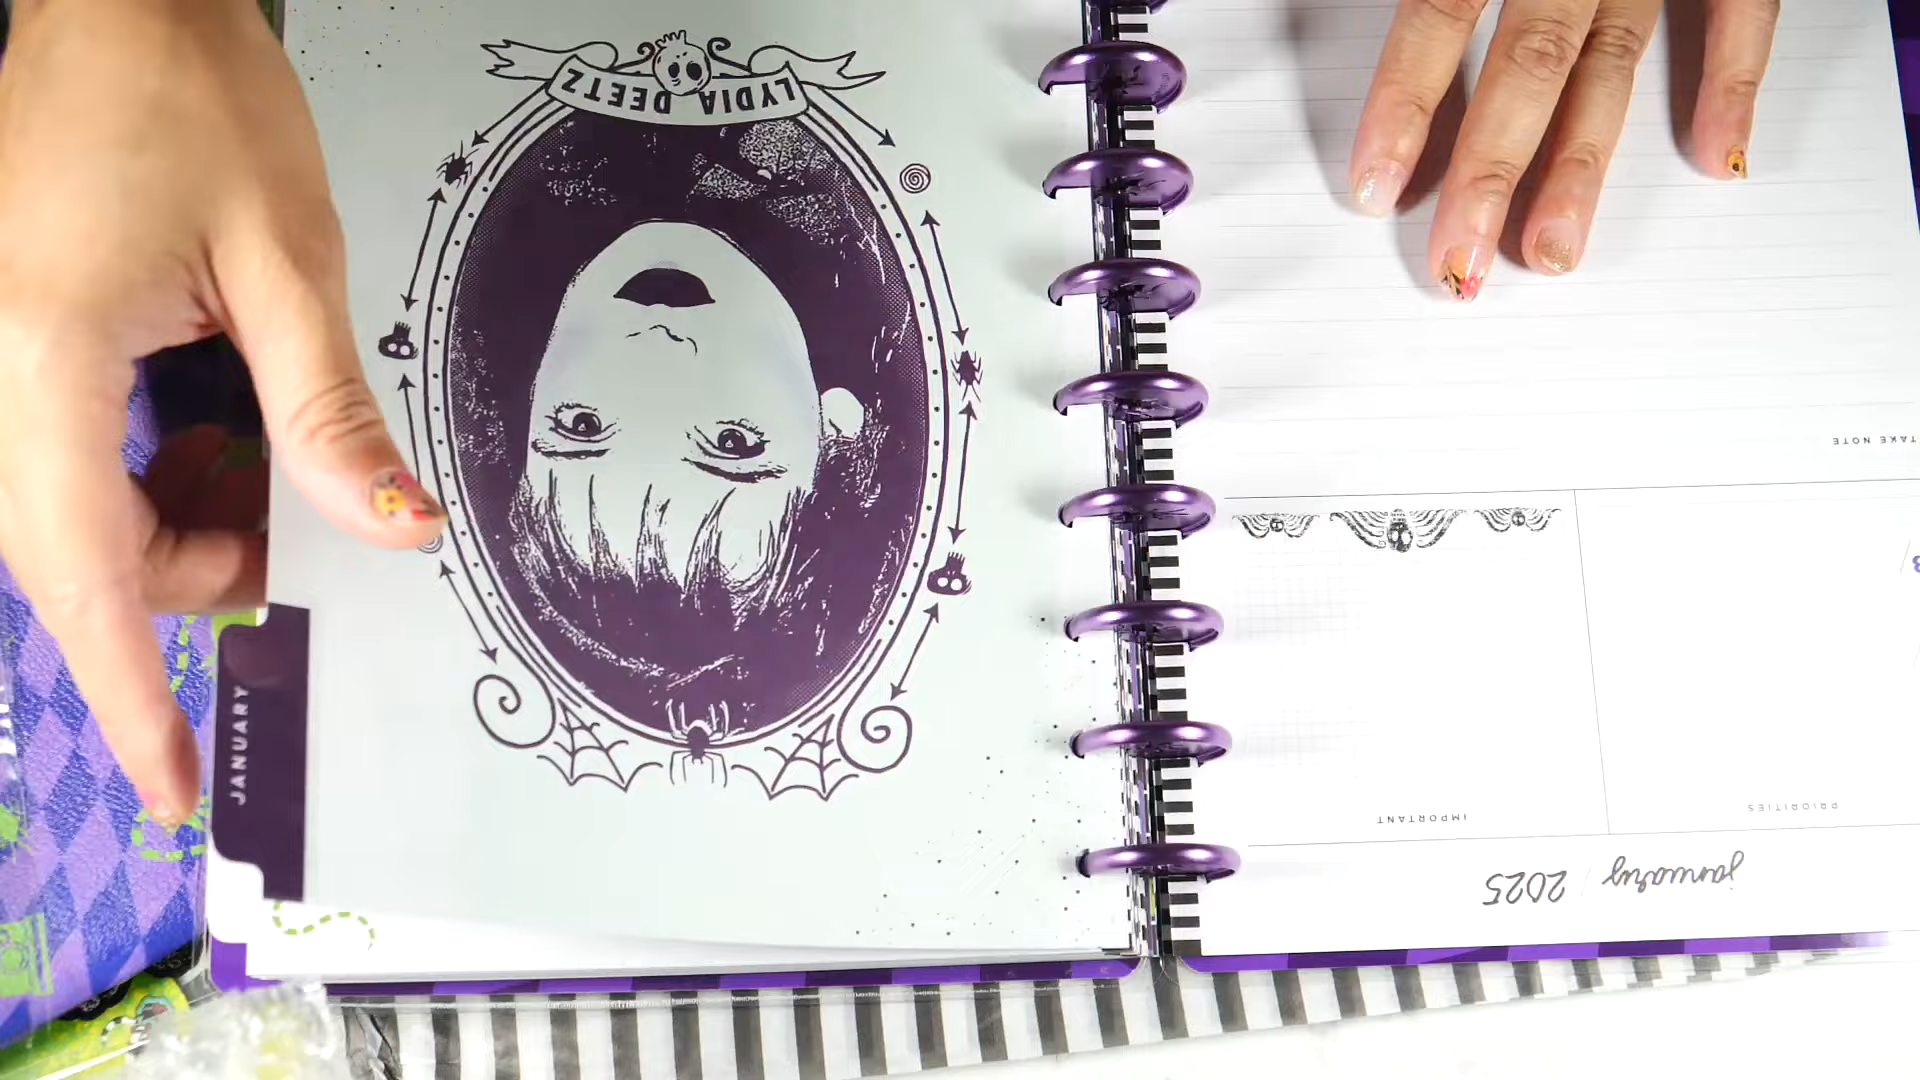 LYDIA DEETZ
JANUARY
january / 2025
PRIORITIES
IMPORTANT
TAKE NOTE